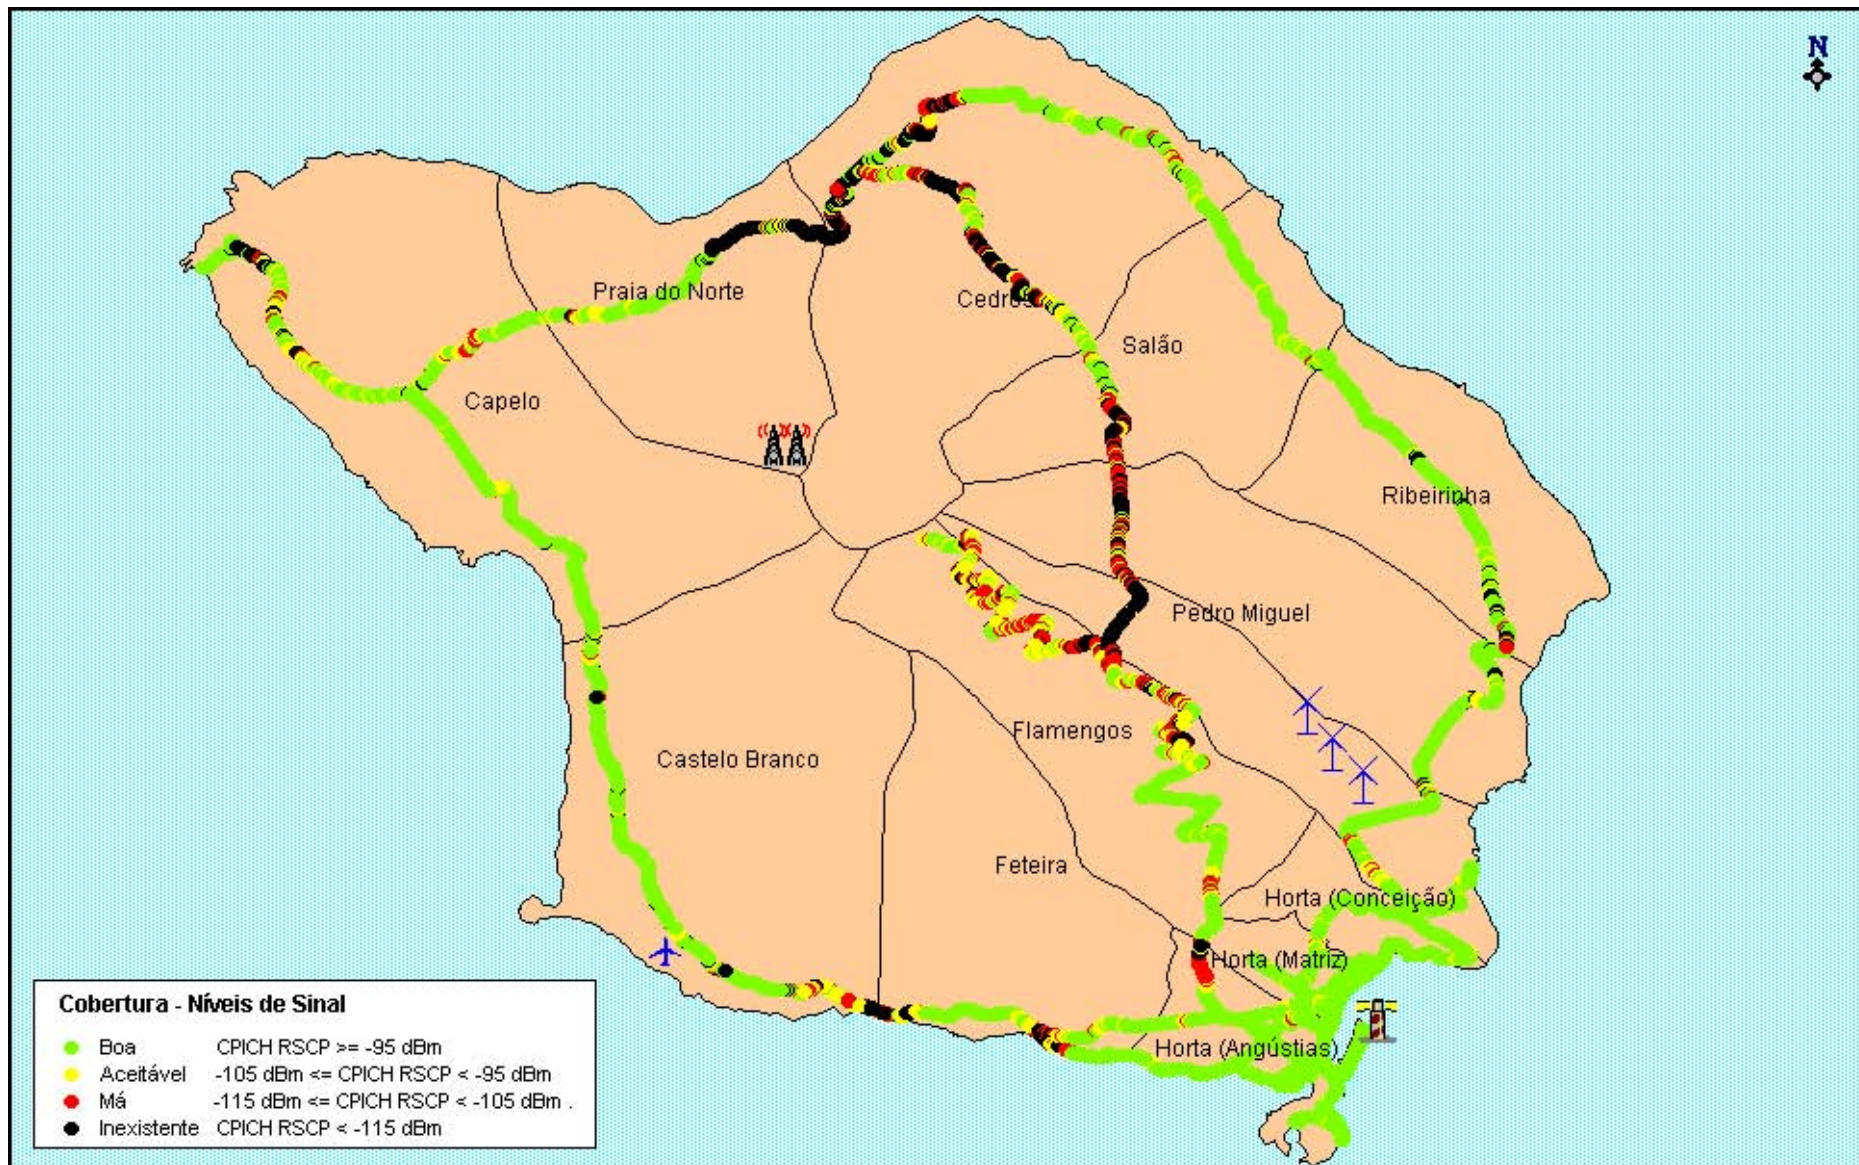 N
Praia do Norte
Cedros
Salão
Capelo
Ribeirinha
Pedro Miguel
Flamengos
Castelo Branco
Feteira
Horta (Conceição)
Horta (Matriz)
Horta (Angústias)
Cobertura - Níveis de Sinal
Boa CPICH RSCP >= -95 dBm
Aceitável -105 dBm <= CPICH RSCP < -95 dBm
Má -115 dBm <= CPICH RSCP < -105 dBm .
Inexistente CPICH RSCP < -115 dBm